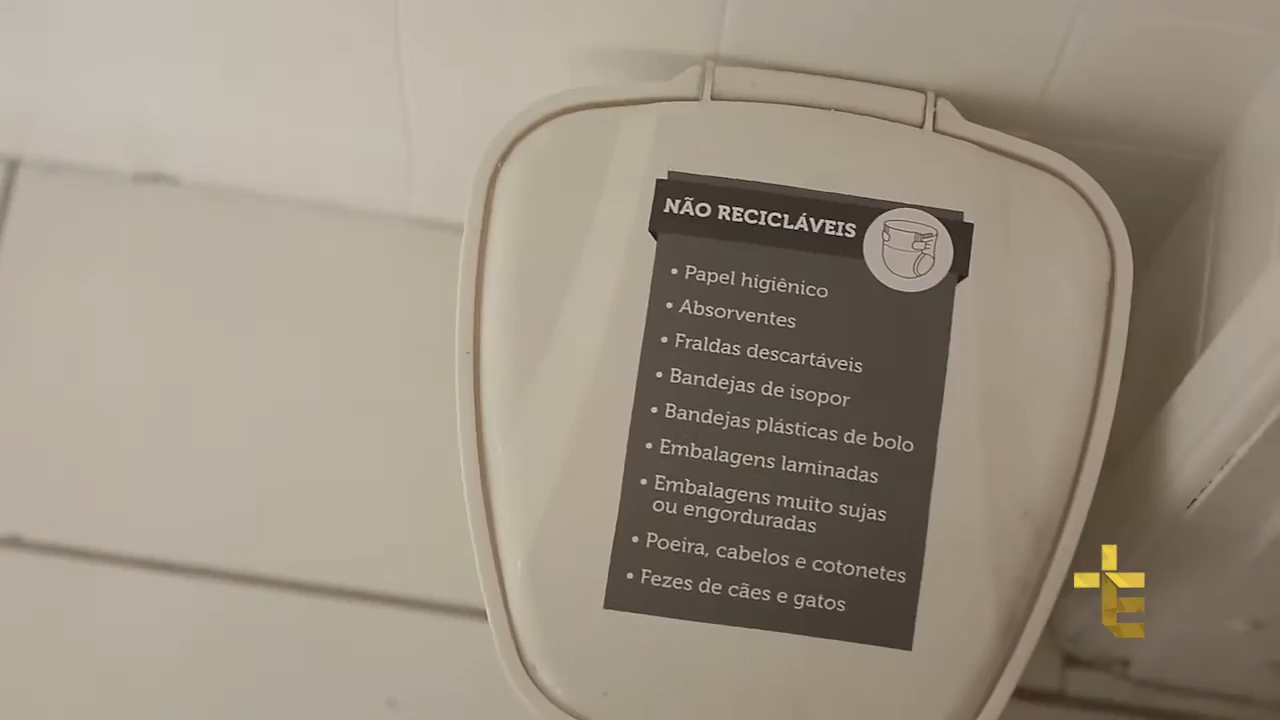 NÃO RECICLÁVEIS
• Papel higiênico
• Absorventes
• Fraldas descartáveis
• Bandejas de isopor
• Bandejas plásticas de bolo
• Embalagens laminadas
• Embalagens muito sujas
ou engorduradas
• Poeira, cabelos e cotonetes
• Fezes de cães e gatos